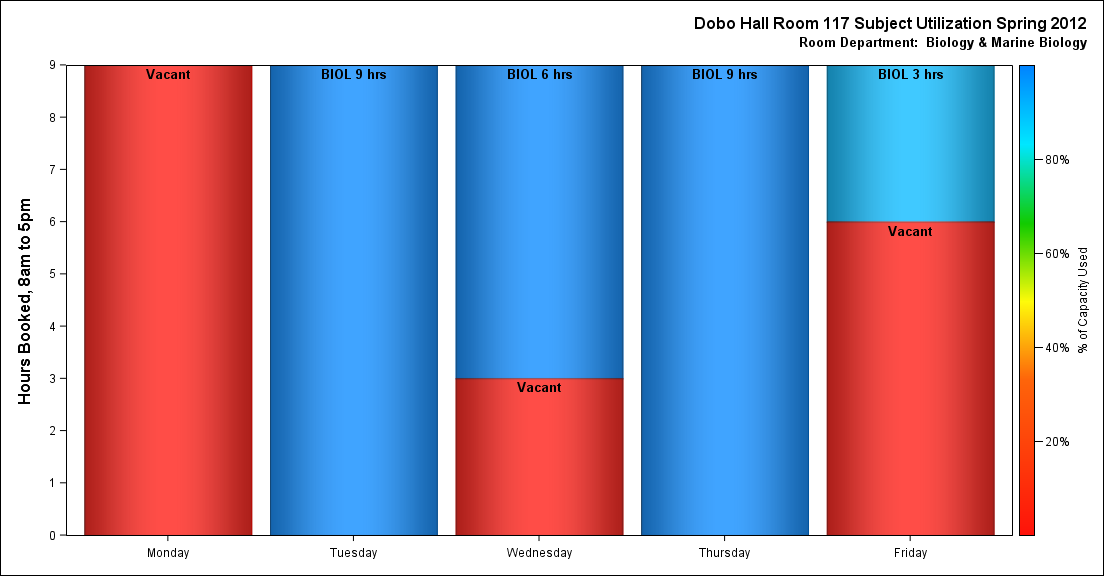 Dobo Hall Room 117 Subject Utilization Spring 2012
Room Department: Biology & Marine Biology
Hours Booked, 8am to 5pm
9
8
7
6
5
4
3
2
1
0
Vacant
BIOL 9 hrs
BIOL 6 hrs
Vacant
BIOL 9 hrs
BIOL 3 hrs
Vacant
Monday
Tuesday
Wednesday
Thursday
Friday
80%
60%
40%
20%
% of Capacity Used